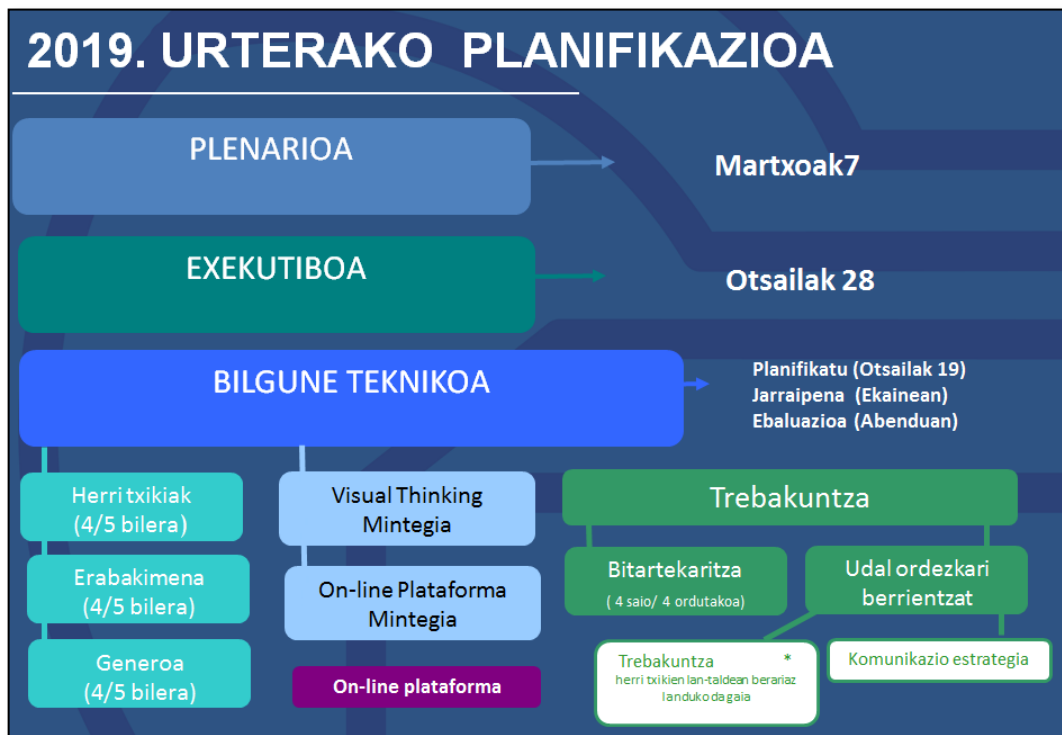 2019. URTERAKO PLANIFIKAZIOA
PLENARIOA
Martxoak7
EXEKUTIBOA
Otsailak 28
BILGUNE TEKNIKOA
Planifikatu (Otsailak 19)
Jarraipena (Ekainean)
Ebaluazioa (Abenduan)
Herri txikiak
(4/5 bilera)
Erabakimena
(4/5 bilera)
Generoa
(4/5 bilera)
Visual Thinking
Mintegia
On-line Plataforma
Mintegia
On-line plataforma
Trebakuntza
Bitartekaritza
( 4 saio/ 4 ordutakoa)
Udal ordezkari
berrientzat
Trebakuntza *
herri txikien lan-taldean berariaz
landuko da gaia
Komunikazio estrategia